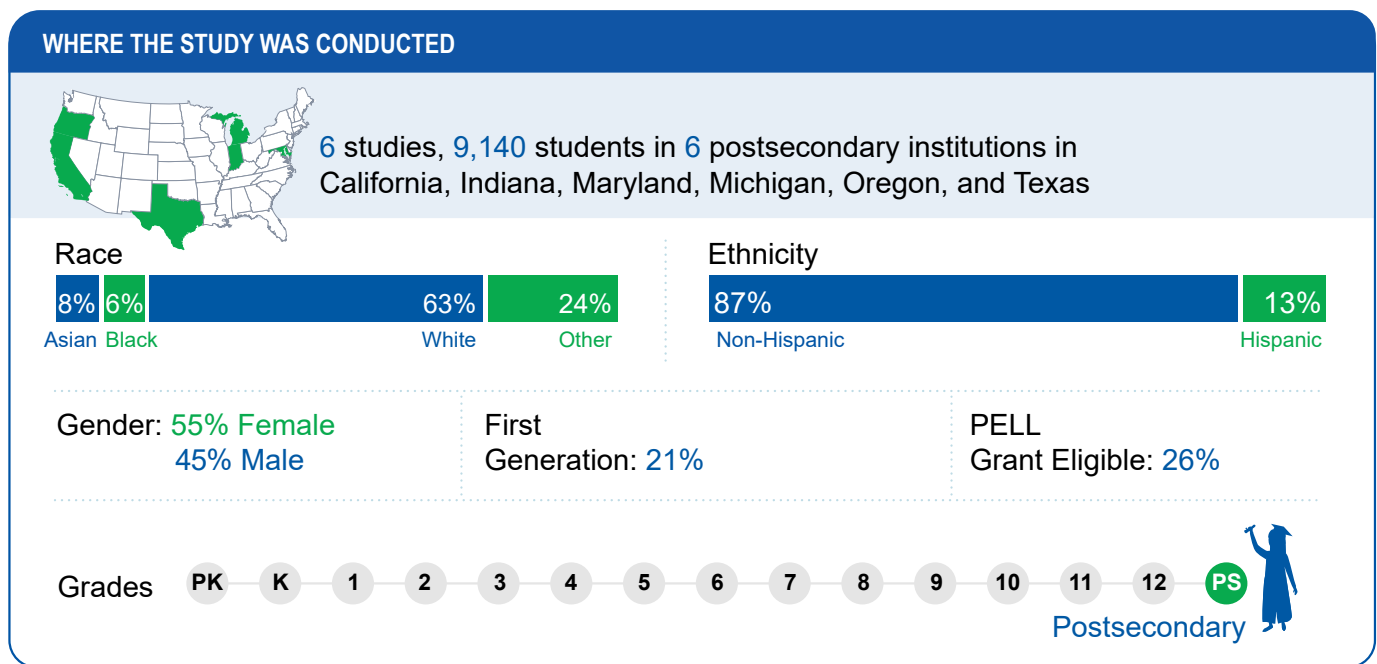 WHERE THE STUDY WAS CONDUCTED
6 studies, 9,140 students in 6 postsecondary institutions in
California, Indiana, Maryland, Michigan, Oregon, and Texas
Race
8% 6% 63% 24%
Asian Black White Other
Ethnicity
87% 13%
Non-Hispanic Hispanic
Gender: 55% Female
45% Male
First
Generation: 21%
PELL
Grant Eligible: 26%
Grades PK K 1 2 3 4 5 6 7 8 9 10 11 12 PS
Postsecondary